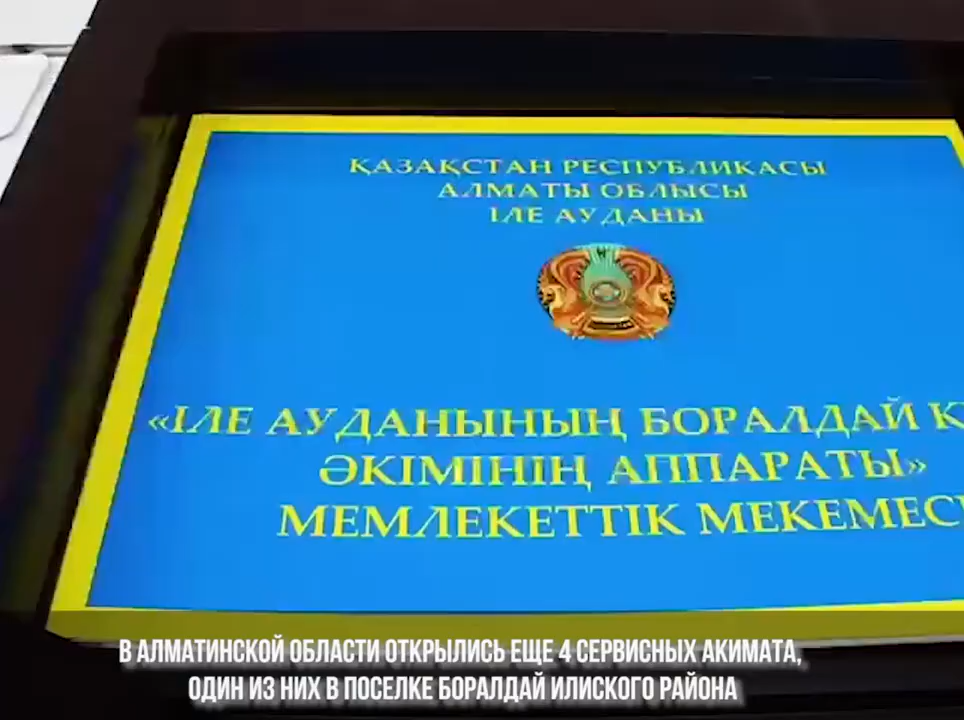 ҚАЗАҚСТАН РЕСПУБЛИКАСЫ
АЛМАТЫ ОБЛЫСЫ
ІЛЕ АУДАНЫ
«ІЛЕ АУДАНЫНЫҢ БОРАЛДАЙ
ӘКІМІНІҢ АППАРАТЫ»
МЕМЛЕКЕТТІК МЕКЕМЕС
В АЛМАТИНСКОЙ ОБЛАСТИ ОТКРЫЛИСЬ ЕЩЕ 4 СЕРВИСНЫХ АКИМАТА,
ОДИН ИЗ НИХ В ПОСЕЛКЕ БОРАЛДАЙ ИЛИСКОГО РАЙОНА